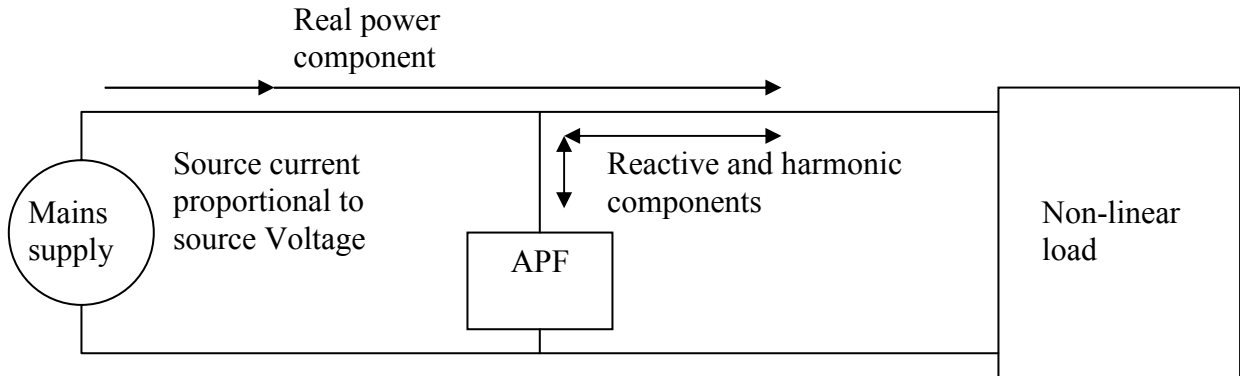 Real power
component
Source current
proportional to
source Voltage
Reactive and harmonic
components
Mains
supply
APF
Non-linear
load